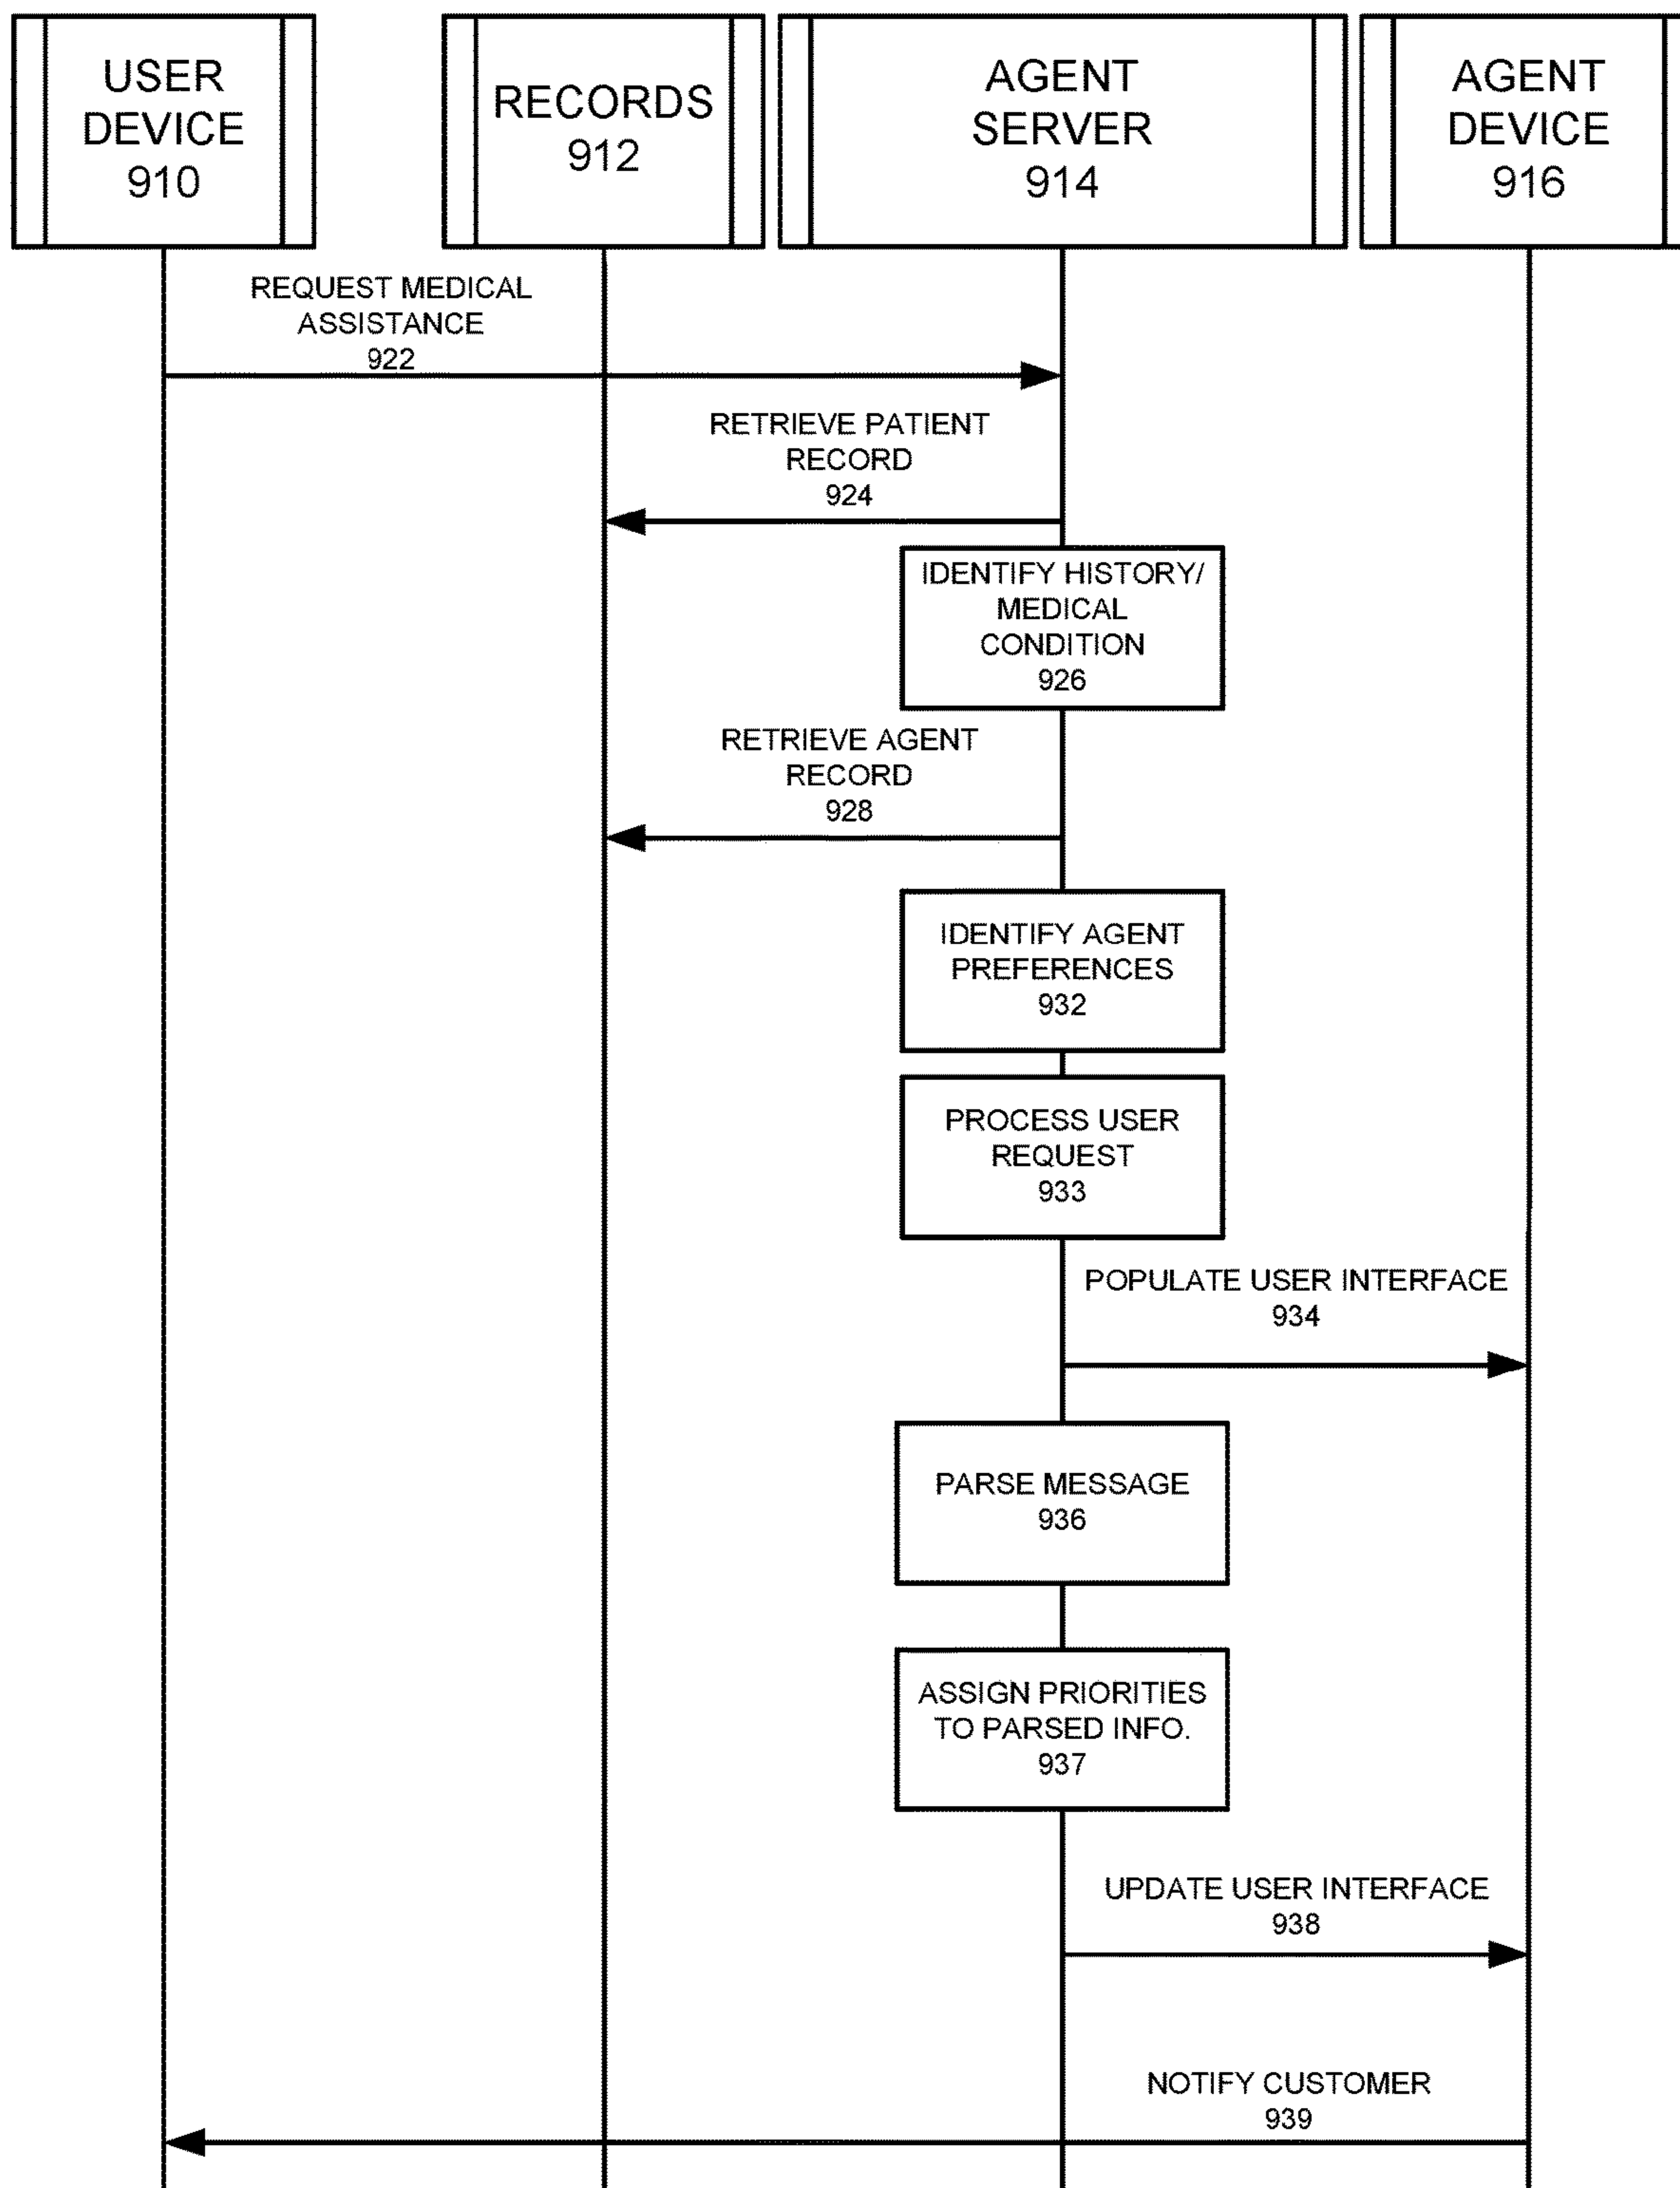 USER
DEVICE
910
RECORDS
912
AGENT
SERVER
914
AGENT
DEVICE
916
REQUEST MEDICAL
ASSISTANCE
922
RETRIEVE PATIENT
RECORD
924
IDENTIFY HISTORY/
MEDICAL
CONDITION
926
RETRIEVE AGENT
RECORD
928
IDENTIFY AGENT
PREFERENCES
932
PROCESS USER
REQUEST
933
POPULATE USER INTERFACE
934
PARSE MESSAGE
936
ASSIGN PRIORITIES
TO PARSED INFO.
937
UPDATE USER INTERFACE
938
NOTIFY CUSTOMER
939